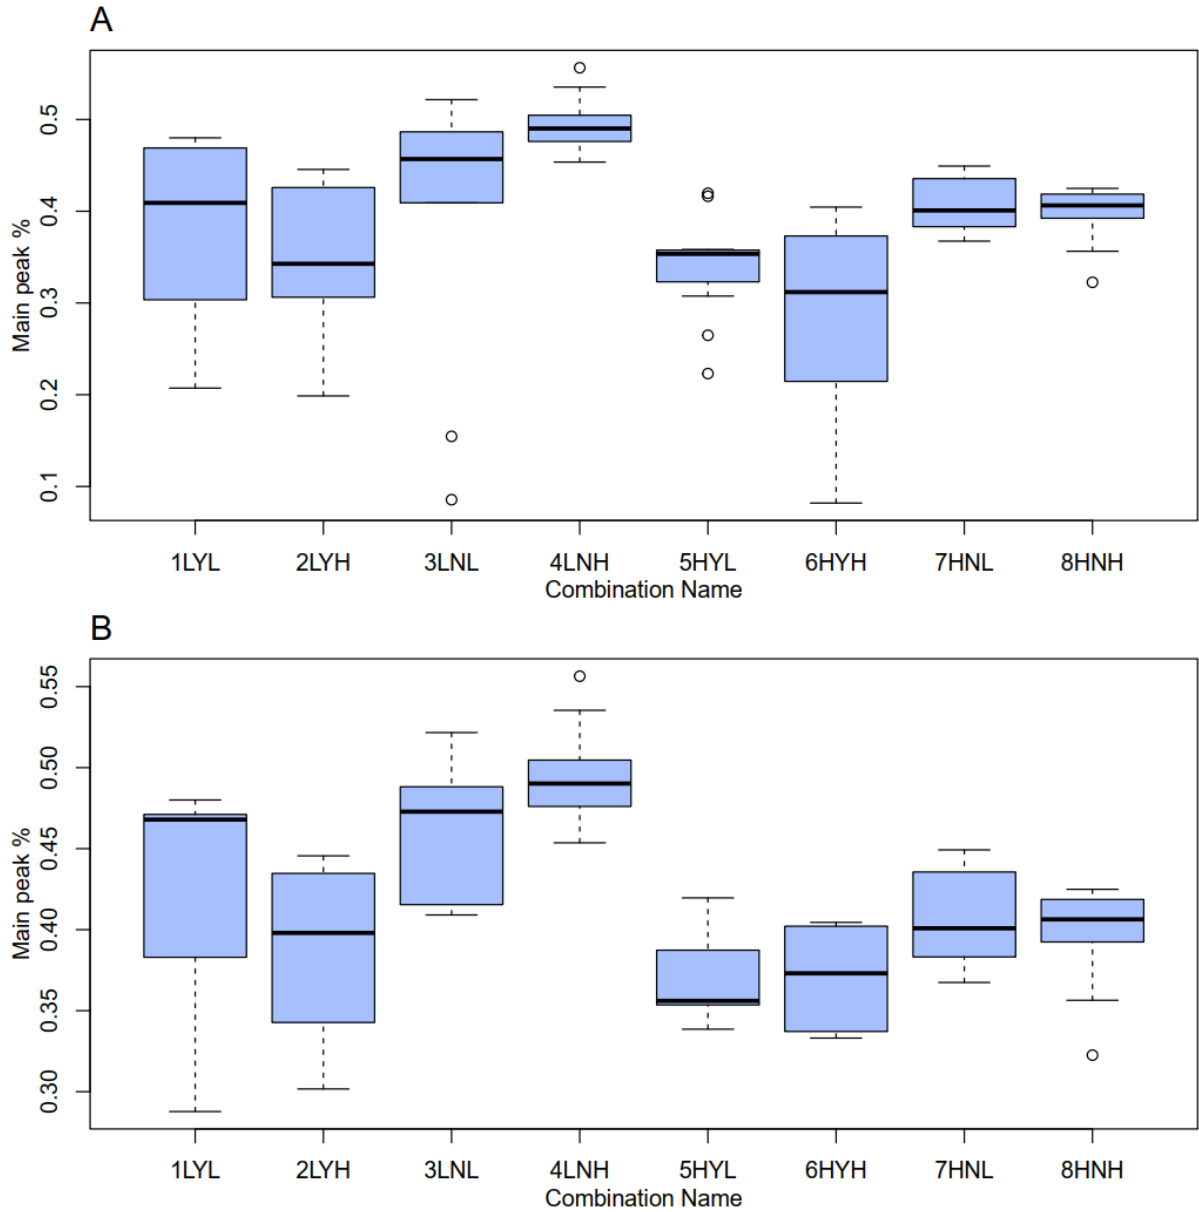 A
Main peak %
0.5
0.4
0.3
0.2
0.1
1LYL 2LYH 3LNL 4LNH 5HYL 6HYH 7HNL 8HNH
Combination Name
B
Main peak %
0.55
0.50
0.45
0.40
0.35
0.30
1LYL 2LYH 3LNL 4LNH 5HYL 6HYH 7HNL 8HNH
Combination Name